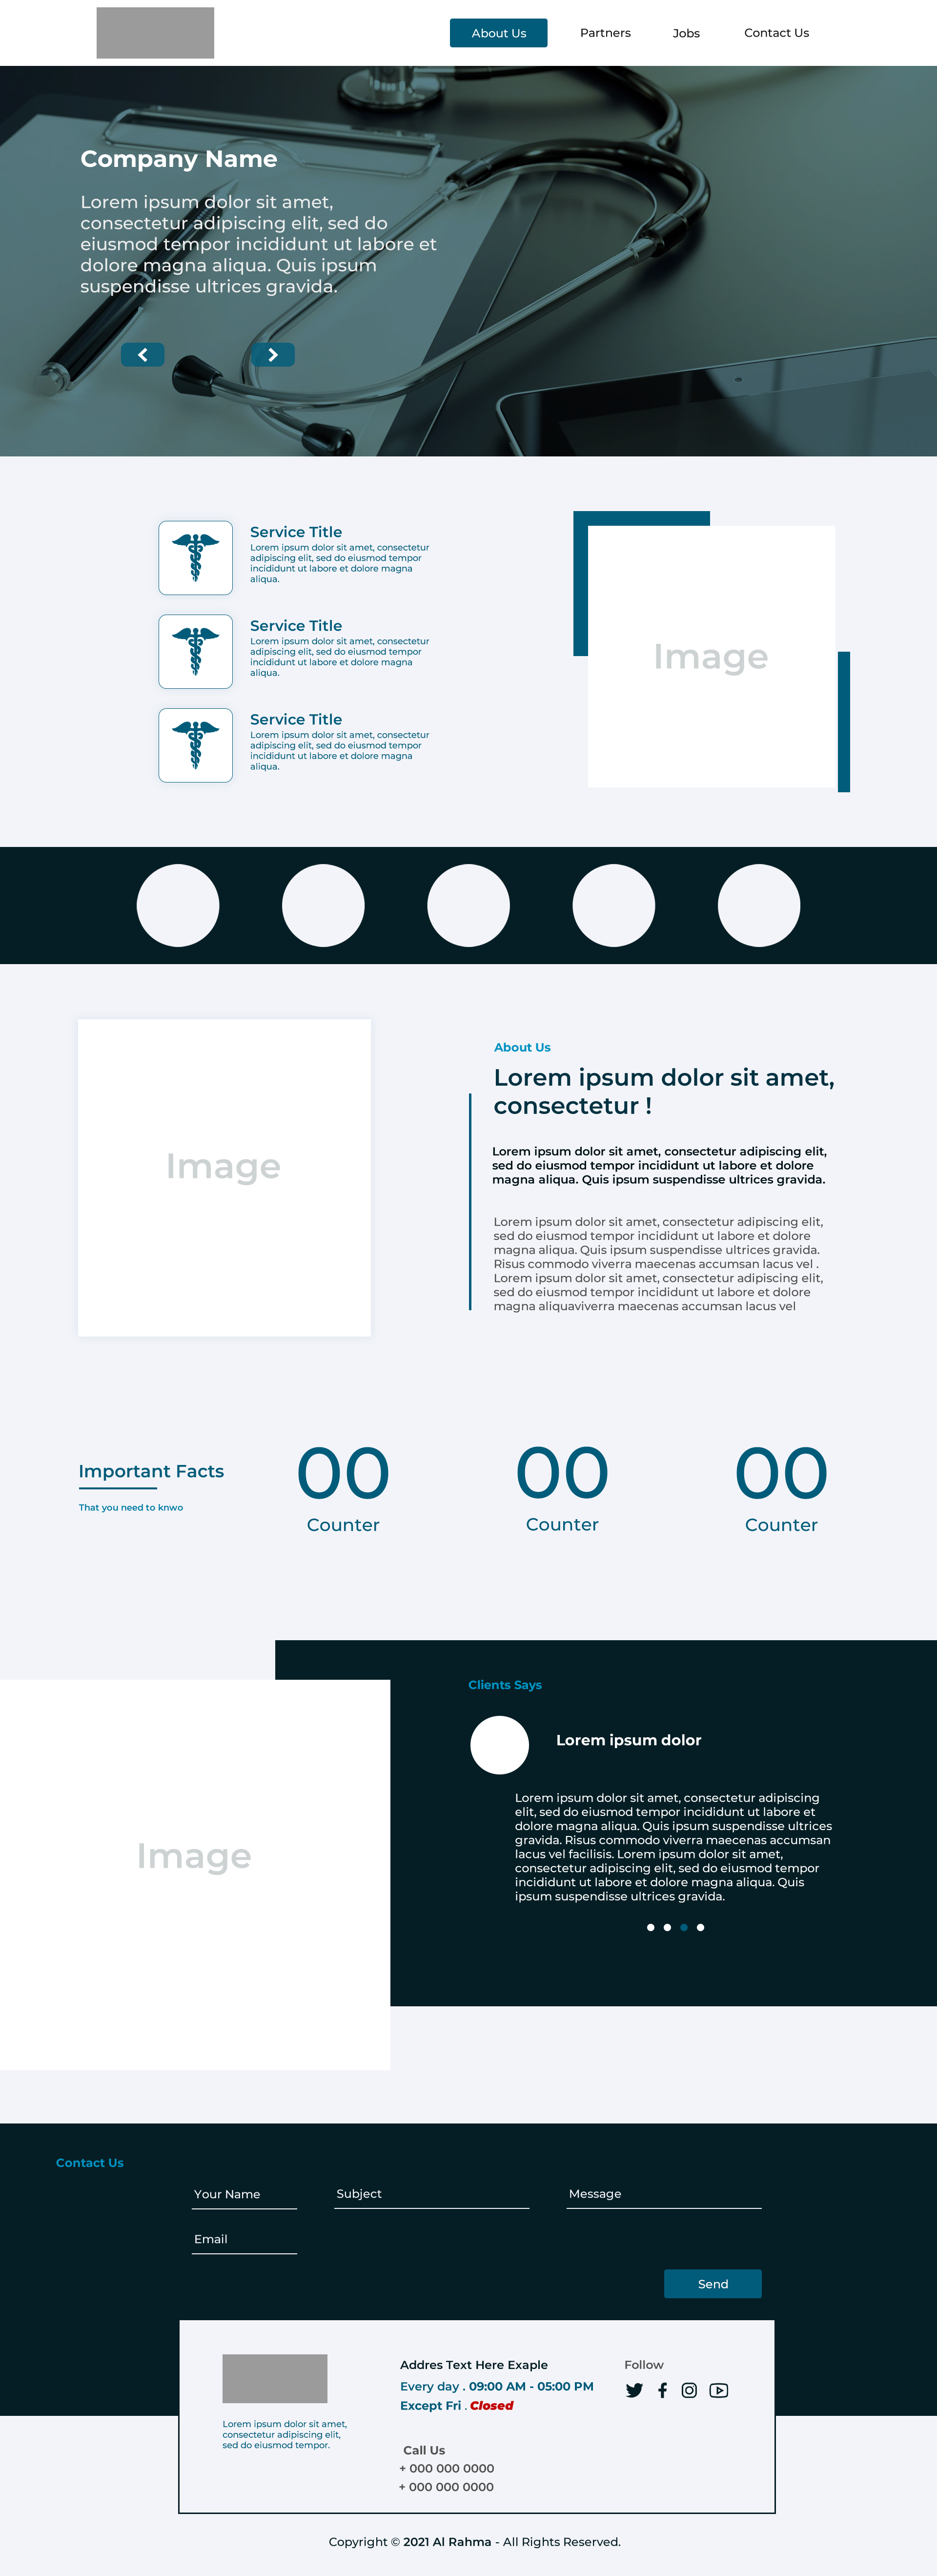 About Us
Partners
Jobs
Contact Us
Company Name
Lorem ipsum dolor sit amet,
consectetur adipiscing elit, sed do
eiusmod tempor incididunt ut labore et
dolore magna aliqua. Quis ipsum
suspendisse ultrices gravida.
Service Title
Lorem ipsum dolor sit amet, consectetur
adipiscing elit, sed do eiusmod tempor
incididunt ut labore et dolore magna
aliqua.
Service Title
Lorem ipsum dolor sit amet, consectetur
adipiscing elit, sed do eiusmod tempor
incididunt ut labore et dolore magna
aliqua.
Service Title
Lorem ipsum dolor sit amet, consectetur
adipiscing elit, sed do eiusmod tempor
incididunt ut labore et dolore magna
aliqua.
Image
Image
About Us
Lorem ipsum dolor sit amet,
consectetur !
Lorem ipsum dolor sit amet, consectetur adipiscing elit,
sed do eiusmod tempor incididunt ut labore et dolore
magna aliqua. Quis ipsum suspendisse ultrices gravida.
Lorem ipsum dolor sit amet, consectetur adipiscing elit,
sed do eiusmod tempor incididunt ut labore et dolore
magna aliqua. Quis ipsum suspendisse ultrices gravida.
Risus commodo viverra maecenas accumsan lacus vel .
Lorem ipsum dolor sit amet, consectetur adipiscing elit,
sed do eiusmod tempor incididunt ut labore et dolore
magna aliquaviverra maecenas accumsan lacus vel
Important Facts
That you need to knwo
00
Counter
00
Counter
00
Counter
Image
Clients Says
Lorem ipsum dolor
Lorem ipsum dolor sit amet, consectetur adipiscing
elit, sed do eiusmod tempor incididunt ut labore et
dolore magna aliqua. Quis ipsum suspendisse ultrices
gravida. Risus commodo viverra maecenas accumsan
lacus vel facilisis. Lorem ipsum dolor sit amet,
consectetur adipiscing elit, sed do eiusmod tempor
incididunt ut labore et dolore magna aliqua. Quis
ipsum suspendisse ultrices gravida.
Contact Us
Your Name
Subject
Message
Email
Send
Lorem ipsum dolor sit amet,
consectetur adipiscing elit,
sed do eiusmod tempor.
Addres Text Here Exaple
Every day . 09:00 AM - 05:00 PM
Except Fri . Closed
Call Us
+ 000 000 0000
+ 000 000 0000
Follow
Copyright © 2021 Al Rahma - All Rights Reserved.